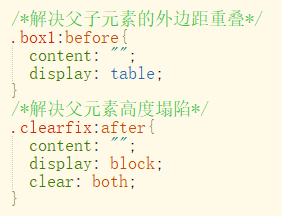 /*解决父子元素的外边距重叠*/
.box1:before{
  content: "";
  display: table;
}
/*解决父元素高度塌陷*/
.clearfix:after{
  content: "";
  display: block;
  clear: both;
}